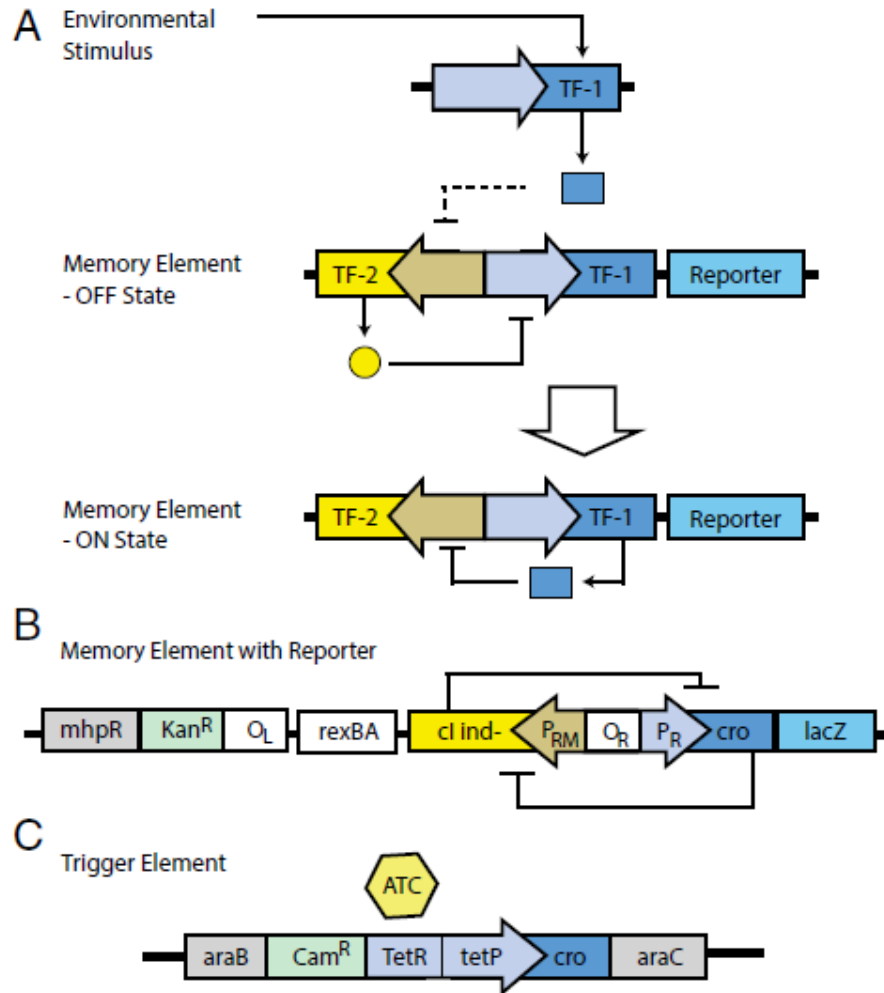 A
Environmental
Stimulus
TF-1
Memory Element
- OFF State
TF-2
TF-1
Reporter
Memory Element
- ON State
TF-2
TF-1
Reporter
B
Memory Element with Reporter
mhpR KanR OL rexBA cI ind- PRM OR PR cro lacZ
C
Trigger Element
ATC
araB CamR TetR tetP cro araC